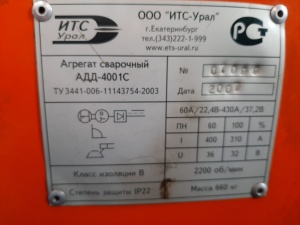 ИТС
Урал
ООО "ИТС-Урал"
г.Екатеринбург
тел.(343)222-1-999
www.ets-ural.ru
РСТ
Агрегат сварочный
АДД-4001С
ТУ 3441-006-11143754-2003
№
60А/22,4В-430А/37,2В
ПН 60 100 %
I 400 310 А
U 36 32 В
Класс изоляции В
2200 об/мин
Степень защиты IP22
Масса 660 кг